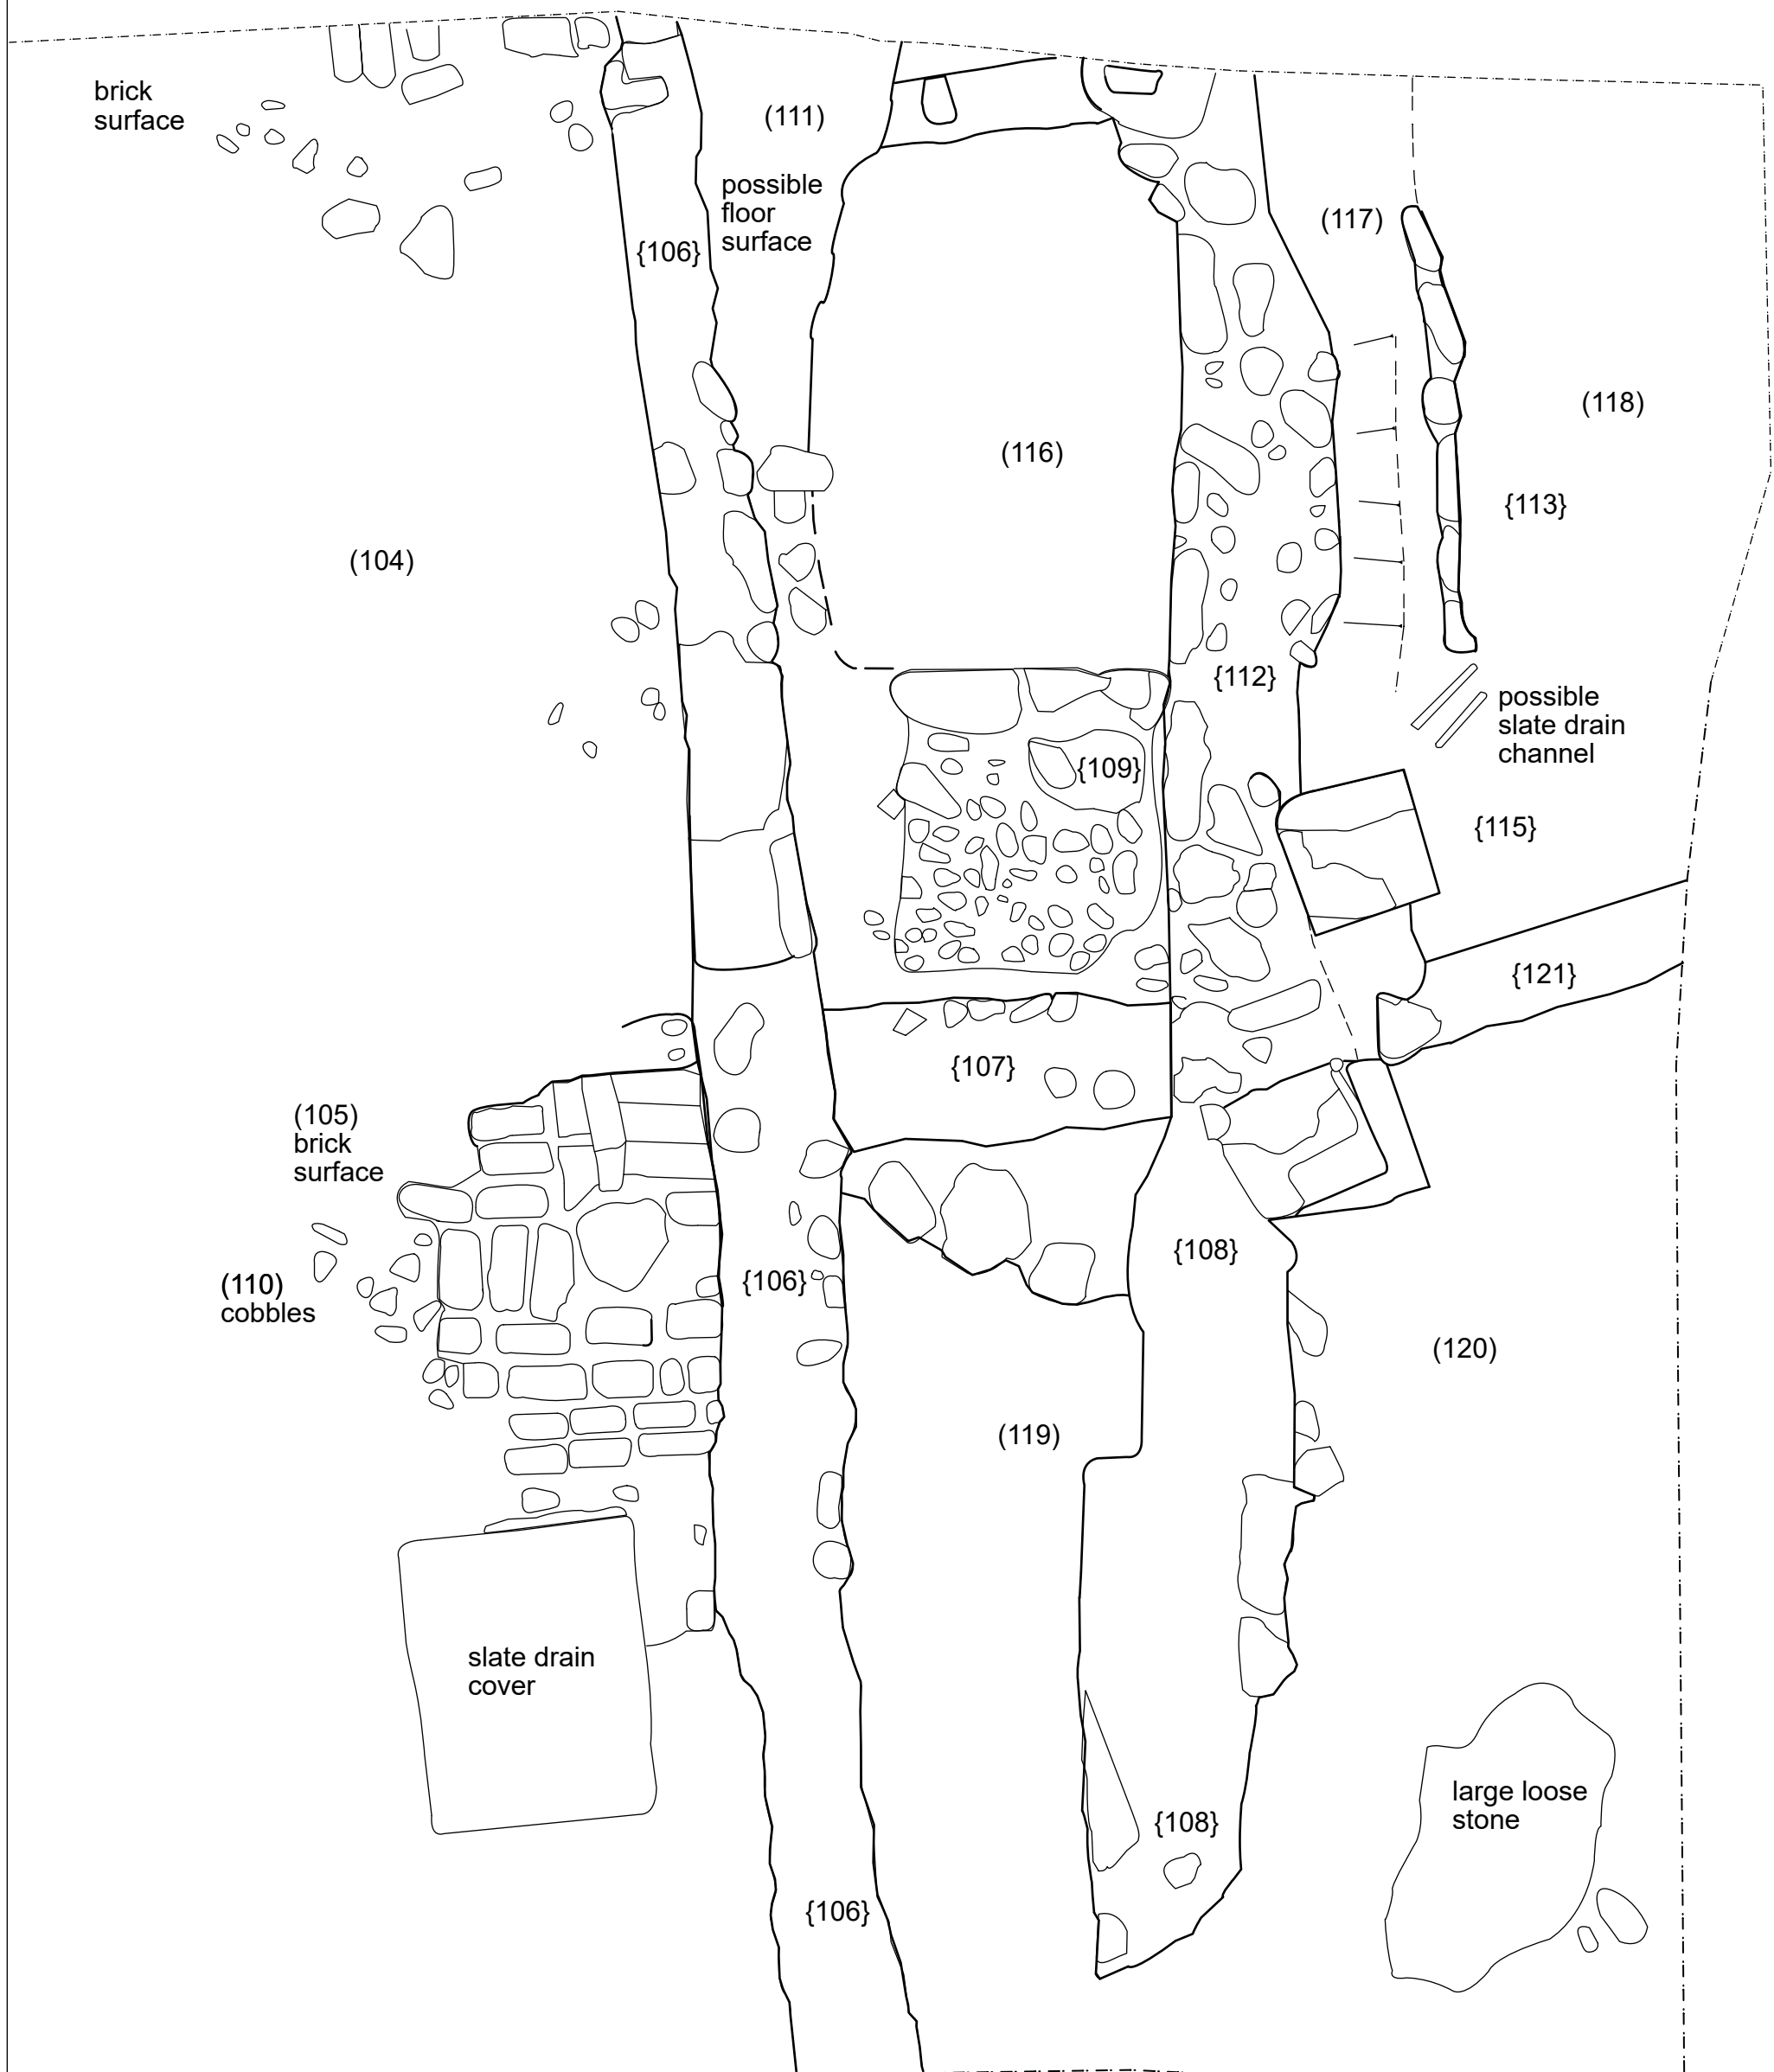 brick
surface
(111)
possible
floor
surface
{106}
(117)
(118)
(116)
{113}
(104)
{112}
possible
slate drain
channel
{109}
{115}
{121}
{107}
(105)
brick
surface
{108}
(110)
cobbles
{106}
(120)
(119)
slate drain
cover
large loose
stone
{108}
{106}